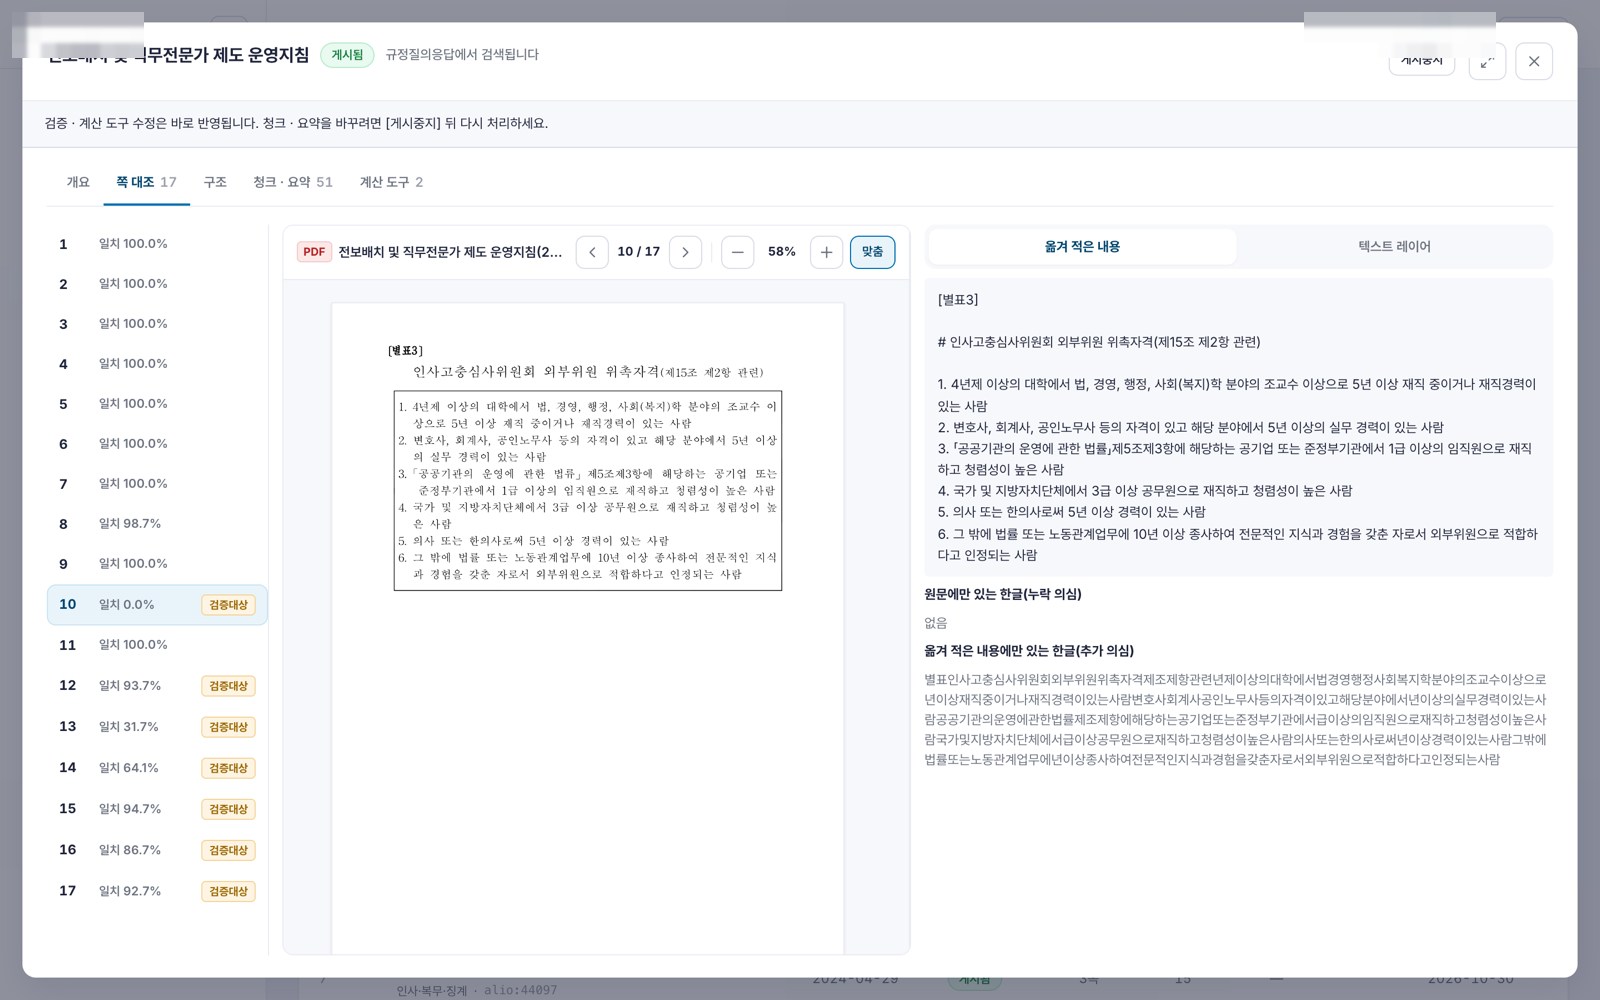 전보배치 및 직무전문가 제도 운영지침
게시됨
규정질의응답에서 검색됩니다
게시중지
검증 · 계산 도구 수정은 바로 반영됩니다. 청크 · 요약을 바꾸려면 [게시중지] 뒤 다시 처리하세요.
개요
쪽 대조 17
구조
청크 · 요약 51
계산 도구 2
1 일치 100.0%
2 일치 100.0%
3 일치 100.0%
4 일치 100.0%
5 일치 100.0%
6 일치 100.0%
7 일치 100.0%
8 일치 98.7%
9 일치 100.0%
10 일치 0.0% 검증대상
11 일치 100.0%
12 일치 93.7% 검증대상
13 일치 31.7% 검증대상
14 일치 64.1% 검증대상
15 일치 94.7% 검증대상
16 일치 86.7% 검증대상
17 일치 92.7% 검증대상
PDF 전보배치 및 직무전문가 제도 운영지침(2... 10 / 17 58% 맞춤
[별표3]
인사고충심사위원회 외부위원 위촉자격(제15조 제2항 관련)
1. 4년제 이상의 대학에서 법, 경영, 행정, 사회(복지)학 분야의 조교수 이
상으로 5년 이상 재직 중이거나 재직경력이 있는 사람
2. 변호사, 회계사, 공인노무사 등의 자격이 있고 해당 분야에서 5년 이상
의 실무 경력이 있는 사람
3.「공공기관의 운영에 관한 법률」제5조제3항에 해당하는 공기업 또는
준정부기관에서 1급 이상의 임직원으로 재직하고 청렴성이 높은 사람
4. 국가 및 지방자치단체에서 3급 이상 공무원으로 재직하고 청렴성이 높
은 사람
5. 의사 또는 한의사로써 5년 이상 경력이 있는 사람
6. 그 밖에 법률 또는 노동관계업무에 10년 이상 종사하여 전문적인 지식
과 경험을 갖춘 자로서 외부위원으로 적합하다고 인정되는 사람
옮겨 적은 내용
텍스트 레이어
[별표3]
# 인사고충심사위원회 외부위원 위촉자격(제15조 제2항 관련)
1. 4년제 이상의 대학에서 법, 경영, 행정, 사회(복지)학 분야의 조교수 이상으로 5년 이상 재직 중이거나 재직경력이
있는 사람
2. 변호사, 회계사, 공인노무사 등의 자격이 있고 해당 분야에서 5년 이상의 실무 경력이 있는 사람
3. 「공공기관의 운영에 관한 법률」제5조제3항에 해당하는 공기업 또는 준정부기관에서 1급 이상의 임직원으로 재직
하고 청렴성이 높은 사람
4. 국가 및 지방자치단체에서 3급 이상 공무원으로 재직하고 청렴성이 높은 사람
5. 의사 또는 한의사로써 5년 이상 경력이 있는 사람
6. 그 밖에 법률 또는 노동관계업무에 10년 이상 종사하여 전문적인 지식과 경험을 갖춘 자로서 외부위원으로 적합하
다고 인정되는 사람
원문에만 있는 한글(누락 의심)
없음
옮겨 적은 내용에만 있는 한글(추가 의심)
별표인사고충심사위원회외부위원위촉자격제조제항관련년제이상의대학에서법경영행정사회복지학분야의조교수이상으로
년이상재직중이거나재직경력이있는사람변호사회계사공인노무사등의자격이있고해당분야에서년이상의실무경력이있는사
람공공기관의운영에관한법률제조제항에해당하는공기업또는준정부기관에서급이상의임직원으로재직하고청렴성이높은사
람국가및지방자치단체에서급이상공무원으로재직하고청렴성이높은사람의사또는한의사로써년이상경력이있는사람그밖에
법률또는노동관계업무에년이상종사하여전문적인지식과경험을갖춘자로서외부위원으로적합하다고인정되는사람
7 2024-04-29 게시됨 3쪽 15 — 2026-10-30
인사·복무·징계 · alio:44097